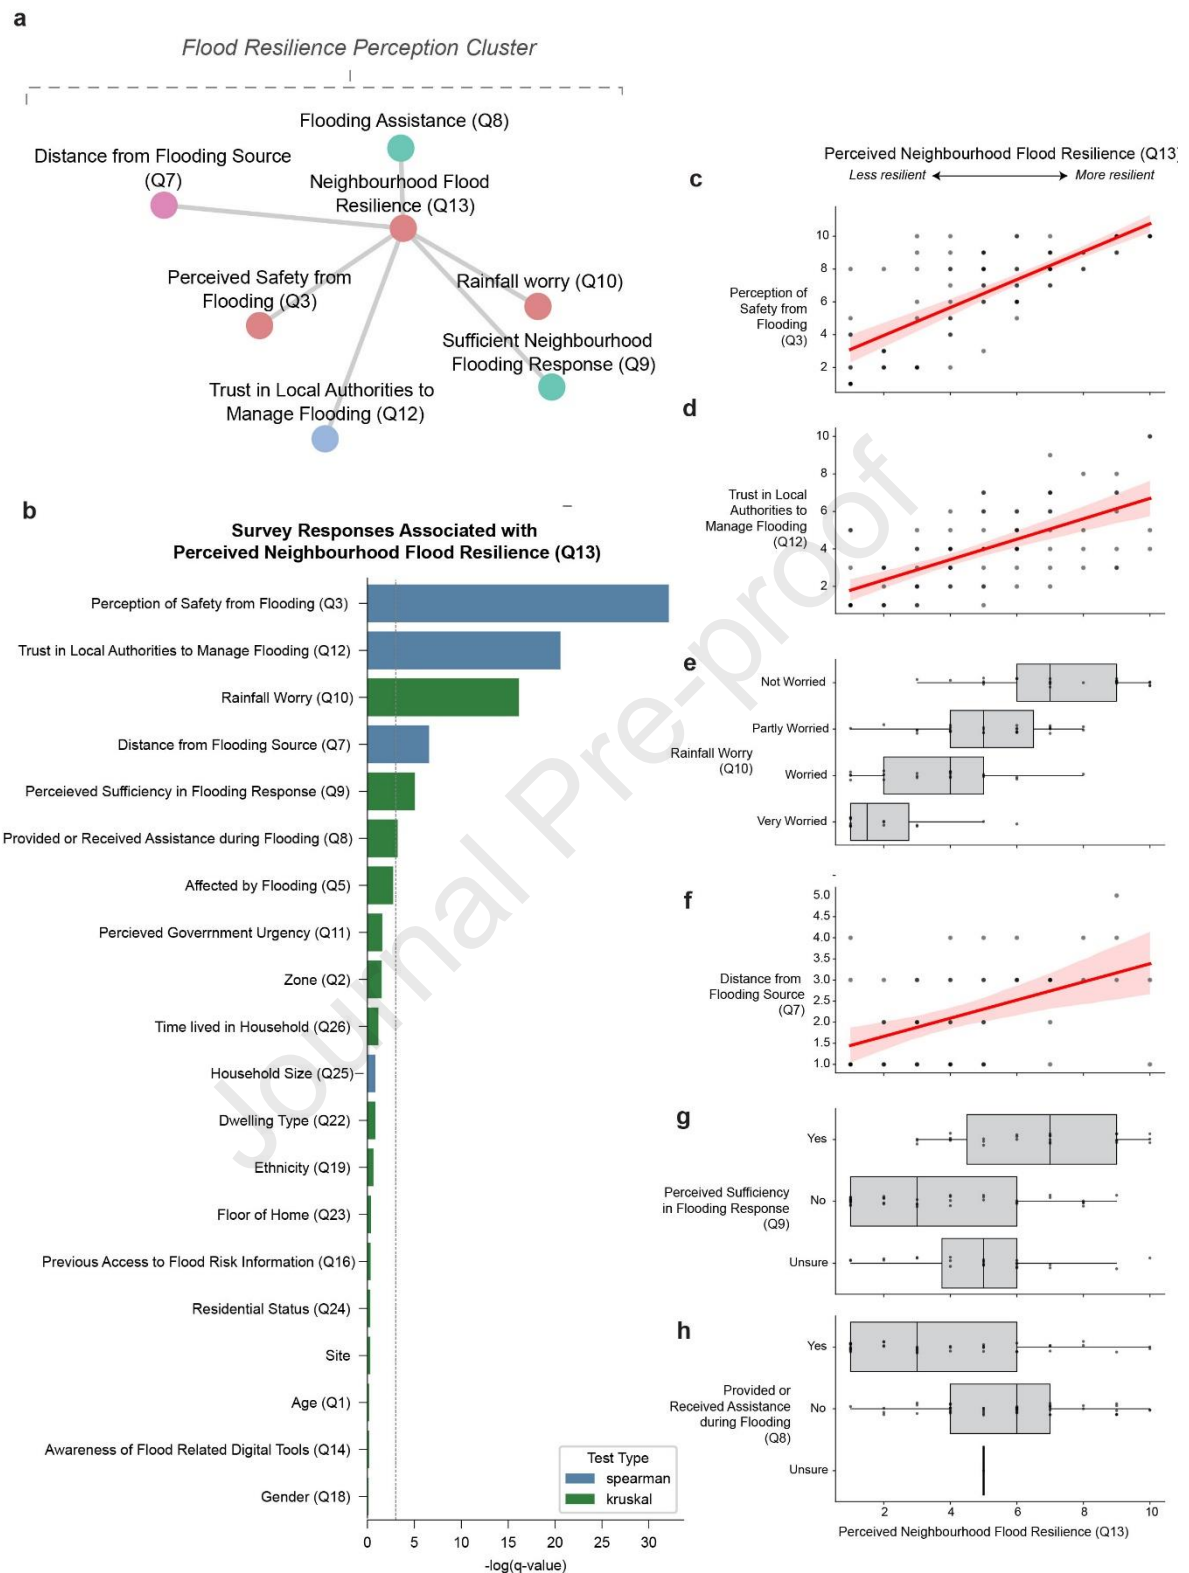 a
Flood Resilience Perception Cluster
Flooding Assistance (Q8)
Distance from Flooding Source
(Q7)
Neighbourhood Flood
Resilience (Q13)
Perceived Safety from
Flooding (Q3)
Rainfall worry (Q10)
Sufficient Neighbourhood
Flooding Response (Q9)
Trust in Local Authorities to
Manage Flooding (Q12)
b
Survey Responses Associated with
Perceived Neighbourhood Flood Resilience (Q13)
Perception of Safety from Flooding (Q3)
Trust in Local Authorities to Manage Flooding (Q12)
Rainfall Worry (Q10)
Distance from Flooding Source (Q7)
Perceieved Sufficiency in Flooding Response (Q9)
Provided or Received Assistance during Flooding (Q8)
Affected by Flooding (Q5)
Percieved Governrnment Urgency (Q11)
Zone (Q2)
Time lived in Household (Q26)
Household Size (Q25)
Dwelling Type (Q22)
Ethnicity (Q19)
Floor of Home (Q23)
Previous Access to Flood Risk Information (Q16)
Residential Status (Q24)
Site
Age (Q1)
Awareness of Flood Related Digital Tools (Q14)
Gender (Q18)
Test Type
spearman
kruskal
0 5 10 15 20 25 30
-log(q-value)
Perceived Neighbourhood Flood Resilience (Q13)
Less resilient More resilient
c
10
8
6
4
2
Perception of
Safety from
Flooding
(Q3)
d
10
8
6
4
2
Trust in Local
Authorities to
Manage Flooding
(Q12)
e
Not Worried
Partly Worried
Worried
Very Worried
Rainfall Worry
(Q10)
f
5.0
4.5
4.0
3.5
3.0
2.5
2.0
1.5
1.0
Distance from
Flooding Source
(Q7)
g
Yes
No
Unsure
Perceived Sufficiency
in Flooding Response
(Q9)
h
Yes
No
Unsure
Provided or
Received Assistance
during Flooding
(Q8)
2 4 6 8 10
Perceived Neighbourhood Flood Resilience (Q13)
Journal Pre-proof